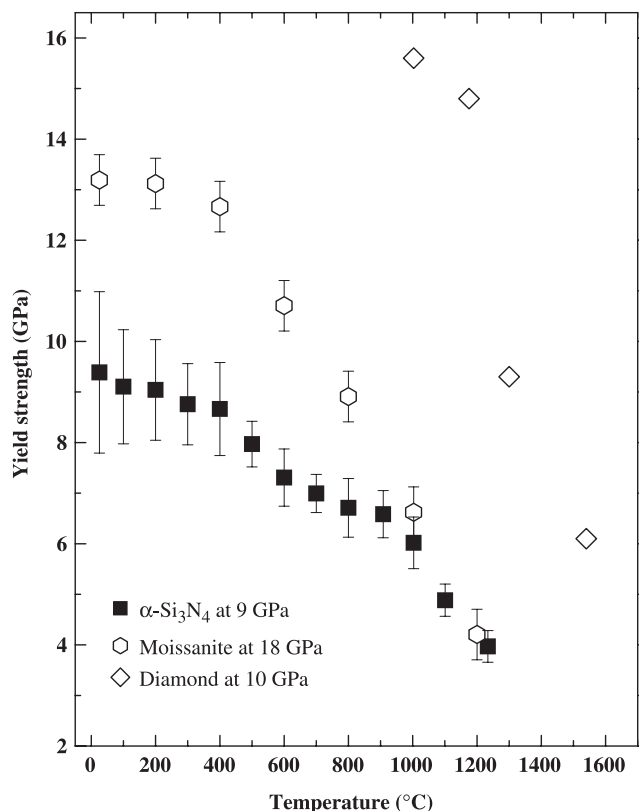 16
14
12
10
8
6
4
2
Yield strength (GPa)
α-Si₃N₄ at 9 GPa
Moissanite at 18 GPa
Diamond at 10 GPa
0 200 400 600 800 1000 1200 1400 1600
Temperature (°C)